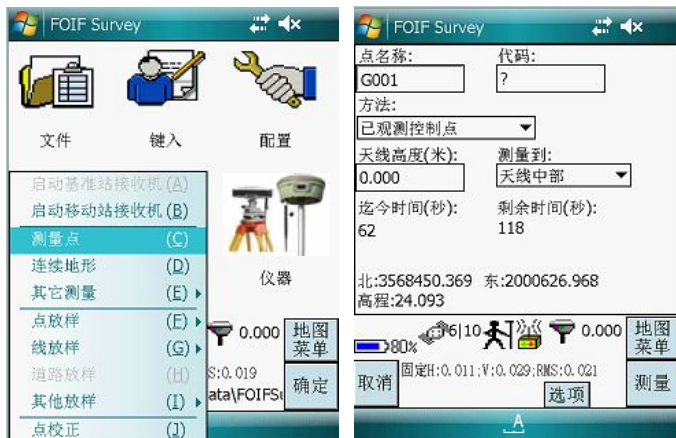 FOIF Survey
文件
键入
配置
启动基准站接收机(A)
启动移动站接收机(B)
测量点 (C)
连续地形 (D)
其它测量 (E)
点放样 (F)
线放样 (G)
道路放样 (H)
其他放样 (I)
点校正 (J)
仪器
0.000
地图
菜单
S:0.019
ata\FOIFSu
确定
FOIF Survey
点名称: 代码:
G001 ?
方法:
已观测控制点
天线高度(米): 测量到:
0.000 天线中部
迄今时间(秒): 剩余时间(秒):
62 118
北:3568450.369 东:2000626.968
高程:24.093
80% 6|10 0.000
地图
菜单
取消
固定H:0.011;V:0.029;RMS:0.021
选项
测量
A